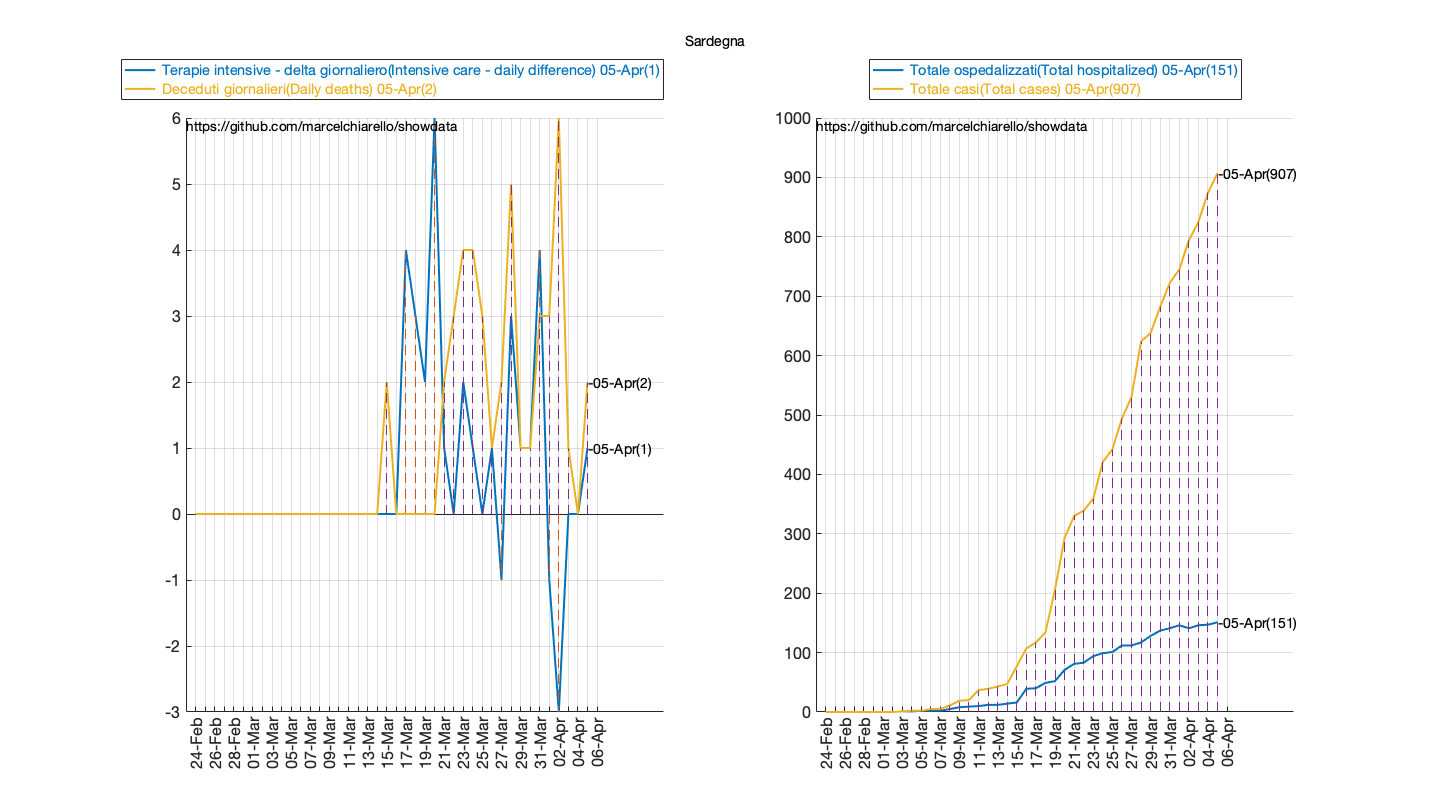 Sardegna
Terapie intensive - delta giornaliero(Intensive care - daily difference) 05-Apr(1)
Deceduti giornalieri(Daily deaths) 05-Apr(2)
https://github.com/marcelchiarello/showdata
6
5
4
3
2
1
0
-1
-2
-3
-05-Apr(2)
-05-Apr(1)
24-Feb
26-Feb
28-Feb
01-Mar
03-Mar
05-Mar
07-Mar
09-Mar
11-Mar
13-Mar
15-Mar
17-Mar
19-Mar
21-Mar
23-Mar
25-Mar
27-Mar
29-Mar
31-Mar
02-Apr
04-Apr
06-Apr
Totale ospedalizzati(Total hospitalized) 05-Apr(151)
Totale casi(Total cases) 05-Apr(907)
https://github.com/marcelchiarello/showdata
1000
900
800
700
600
500
400
300
200
100
0
-05-Apr(907)
-05-Apr(151)
24-Feb
26-Feb
28-Feb
01-Mar
03-Mar
05-Mar
07-Mar
09-Mar
11-Mar
13-Mar
15-Mar
17-Mar
19-Mar
21-Mar
23-Mar
25-Mar
27-Mar
29-Mar
31-Mar
02-Apr
04-Apr
06-Apr